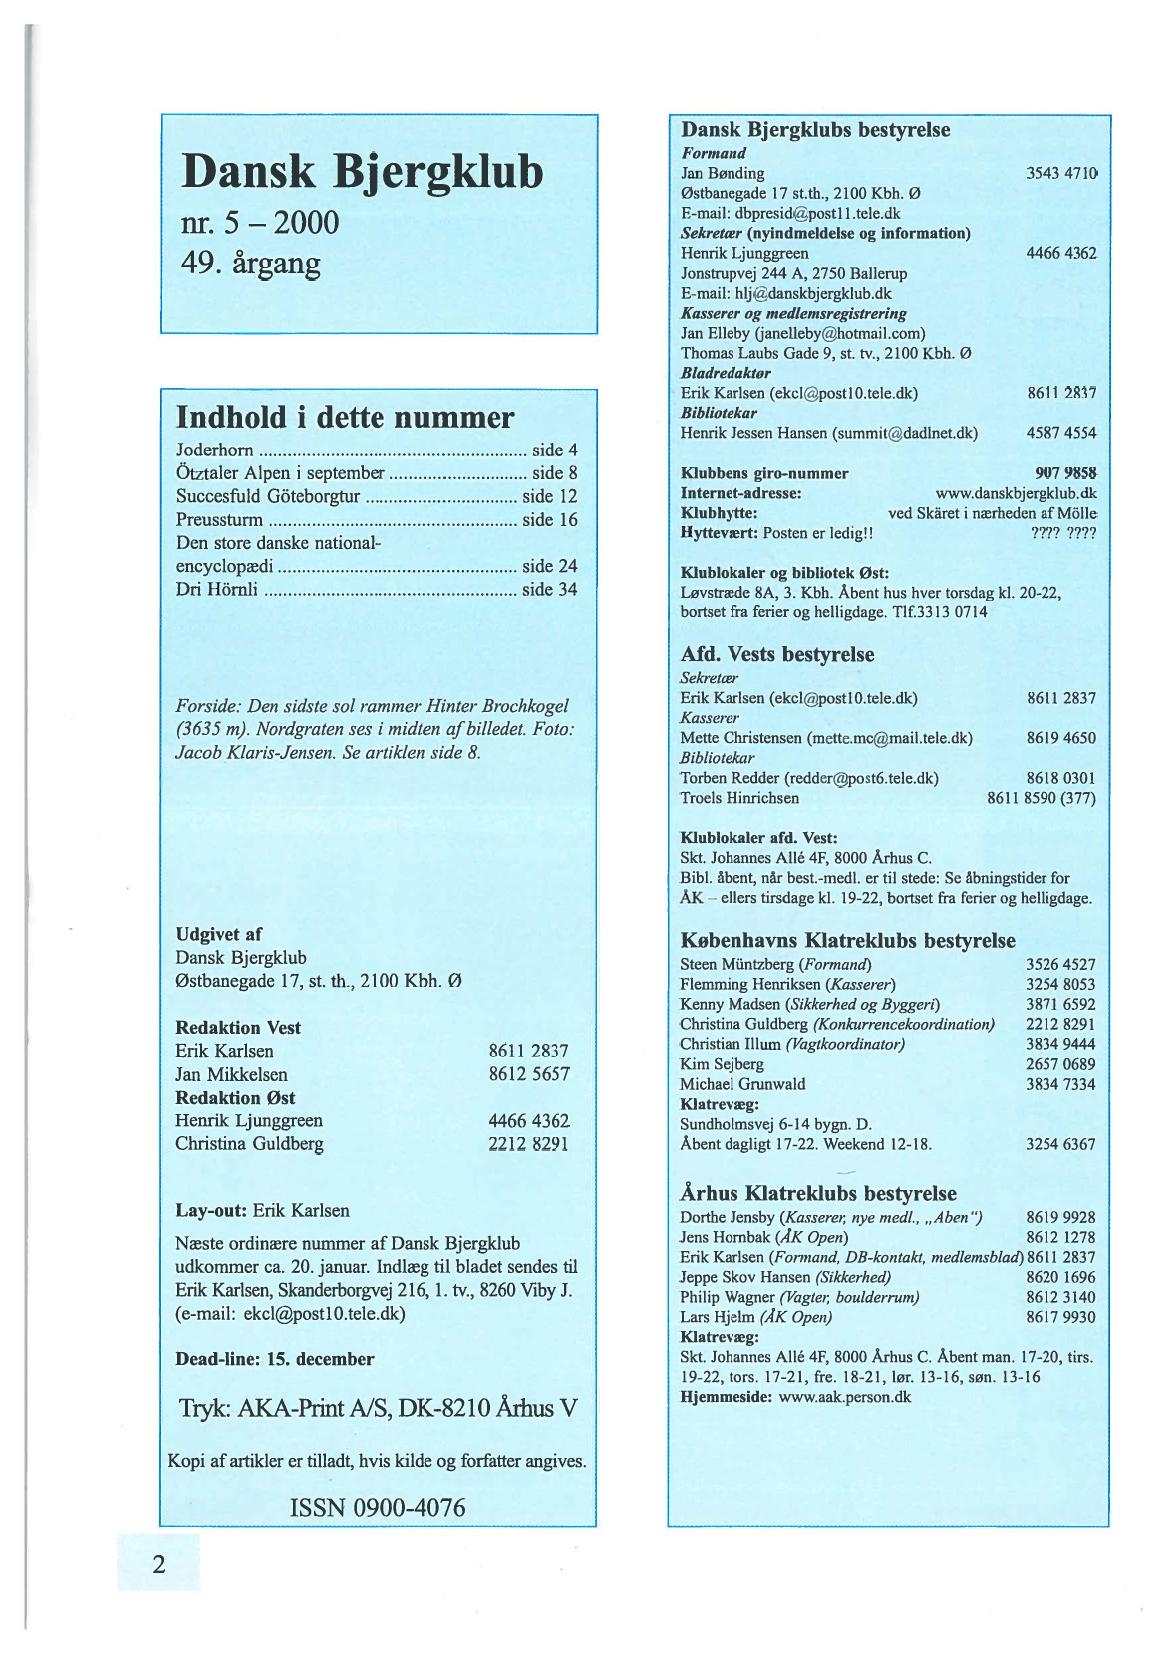 Dansk Bjergklub
nr. 5 – 2000
49. årgang
Indhold i dette nummer
Joderhorn ....................................................... side 4
Ötztaler Alpen i september ............................ side 8
Succesfuld Göteborgtur ............................... side 12
Preussturm ................................................... side 16
Den store danske national-
encyclopædi ................................................. side 24
Dri Hörnli .................................................... side 34
Forside: Den sidste sol rammer Hinter Brochkogel
(3635 m). Nordgraten ses i midten af billedet. Foto:
Jacob Klaris-Jensen. Se artiklen side 8.
Udgivet af
Dansk Bjergklub
Østbanegade 17, st. th., 2100 Kbh. Ø
Redaktion Vest
Erik Karlsen 8611 2837
Jan Mikkelsen 8612 5657
Redaktion Øst
Henrik Ljunggreen 4466 4362
Christina Guldberg 2212 8291
Lay-out: Erik Karlsen
Næste ordinære nummer af Dansk Bjergklub
udkommer ca. 20. januar. Indlæg til bladet sendes til
Erik Karlsen, Skanderborgvej 216, 1. tv., 8260 Viby J.
(e-mail: ekcl@post10.tele.dk)
Dead-line: 15. december
Tryk: AKA-Print A/S, DK-8210 Århus V
Kopi af artikler er tilladt, hvis kilde og forfatter angives.
ISSN 0900-4076
2
Dansk Bjergklubs bestyrelse
Formand
Jan Bønding 3543 4710
Østbanegade 17 st.th., 2100 Kbh. Ø
E-mail: dbpresid@post11.tele.dk
Sekretær (nyindmeldelse og information)
Henrik Ljunggreen 4466 4362
Jonstrupvej 244 A, 2750 Ballerup
E-mail: hlj@danskbjergklub.dk
Kasserer og medlemsregistrering
Jan Elleby (janelleby@hotmail.com)
Thomas Laubs Gade 9, st. tv., 2100 Kbh. Ø
Bladredaktør
Erik Karlsen (ekcl@post10.tele.dk) 8611 2837
Bibliotekar
Henrik Jessen Hansen (summit@dadlnet.dk) 4587 4554
Klubbens giro-nummer 907 9858
Internet-adresse: www.danskbjergklub.dk
Klubhytte: ved Skäret i nærheden af Mölle
Hyttevært: Posten er ledig!! ???? ????
Klublokaler og bibliotek Øst:
Løvstræde 8A, 3. Kbh. Åbent hus hver torsdag kl. 20-22,
bortset fra ferier og helligdage. Tlf.3313 0714
Afd. Vests bestyrelse
Sekretær
Erik Karlsen (ekcl@post10.tele.dk) 8611 2837
Kasserer
Mette Christensen (mette.mc@mail.tele.dk) 8619 4650
Bibliotekar
Torben Redder (redder@post6.tele.dk) 8618 0301
Troels Hinrichsen 8611 8590 (377)
Klublokaler afd. Vest:
Skt. Johannes Allé 4F, 8000 Århus C.
Bibl. åbent, når best.-medl. er til stede: Se åbningstider for
ÅK – ellers tirsdage kl. 19-22, bortset fra ferier og helligdage.
Københavns Klatreklubs bestyrelse
Steen Müntzberg (Formand) 3526 4527
Flemming Henriksen (Kasserer) 3254 8053
Kenny Madsen (Sikkerhed og Byggeri) 3871 6592
Christina Guldberg (Konkurrencekoordination) 2212 8291
Christian Illum (Vagtkoordinator) 3834 9444
Kim Sejberg 2657 0689
Michael Grunwald 3834 7334
Klatrevæg:
Sundholmsvej 6-14 bygn. D.
Åbent dagligt 17-22. Weekend 12-18. 3254 6367
Århus Klatreklubs bestyrelse
Dorthe Jensby (Kasserer, nye medl., „Aben“) 8619 9928
Jens Hornbak (ÅK Open) 8612 1278
Erik Karlsen (Formand, DB-kontakt, medlemsblad) 8611 2837
Jeppe Skov Hansen (Sikkerhed) 8620 1696
Philip Wagner (Vagter, boulderrum) 8612 3140
Lars Hjelm (ÅK Open) 8617 9930
Klatrevæg:
Skt. Johannes Allé 4F, 8000 Århus C. Åbent man. 17-20, tirs.
19-22, tors. 17-21, fre. 18-21, lør. 13-16, søn. 13-16
Hjemmeside: www.aak.person.dk